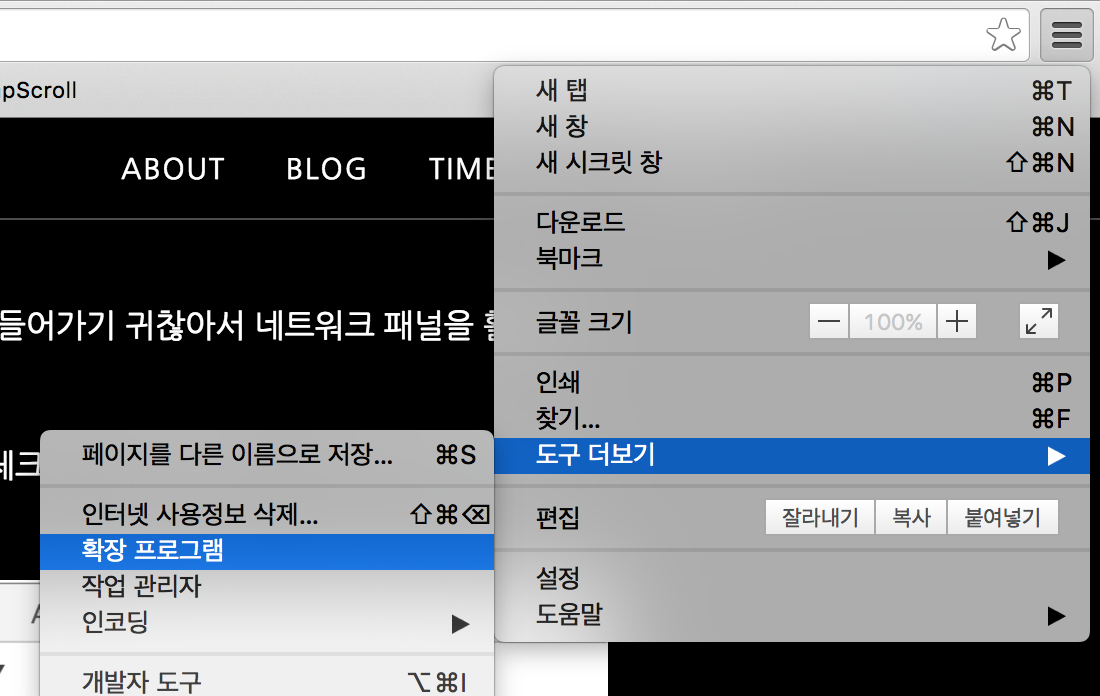 pScroll
ABOUT BLOG TIME
들어가기 귀찮아서 네트워크 패널을
새 탭 ⌘T
새 창 ⌘N
새 시크릿 창 ⇧⌘N
다운로드 ⇧⌘J
북마크 ▶
글꼴 크기 — 100% +
인쇄 ⌘P
찾기... ⌘F
도구 더보기 ▶
편집 잘라내기 복사 붙여넣기
설정
도움말 ▶
페이지를 다른 이름으로 저장... ⌘S
인터넷 사용정보 삭제... ⇧⌘⌫
확장 프로그램
작업 관리자
인코딩 ▶
개발자 도구 ⌥⌘I